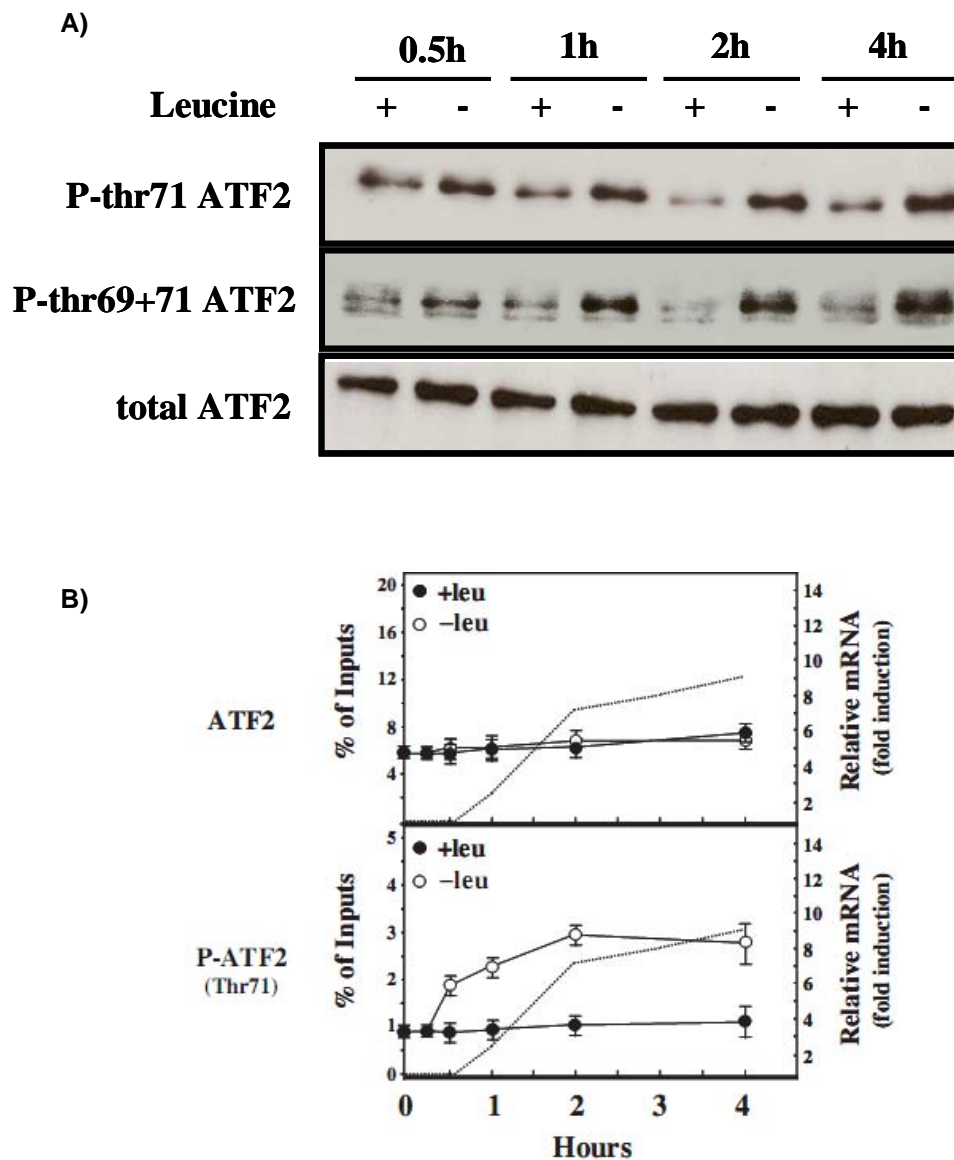 A)
0.5h 1h 2h 4h
Leucine + - + - + - + -
P-thr71 ATF2
P-thr69+71 ATF2
total ATF2
B)
ATF2
% of Inputs
20
16
12
8
4
+leu
–leu
14
12
10
8
6
4
2
Relative mRNA
(fold induction)
P-ATF2
(Thr71)
% of Inputs
5
4
3
2
1
0
+leu
–leu
14
12
10
8
6
4
2
Relative mRNA
(fold induction)
0 1 2 3 4
Hours